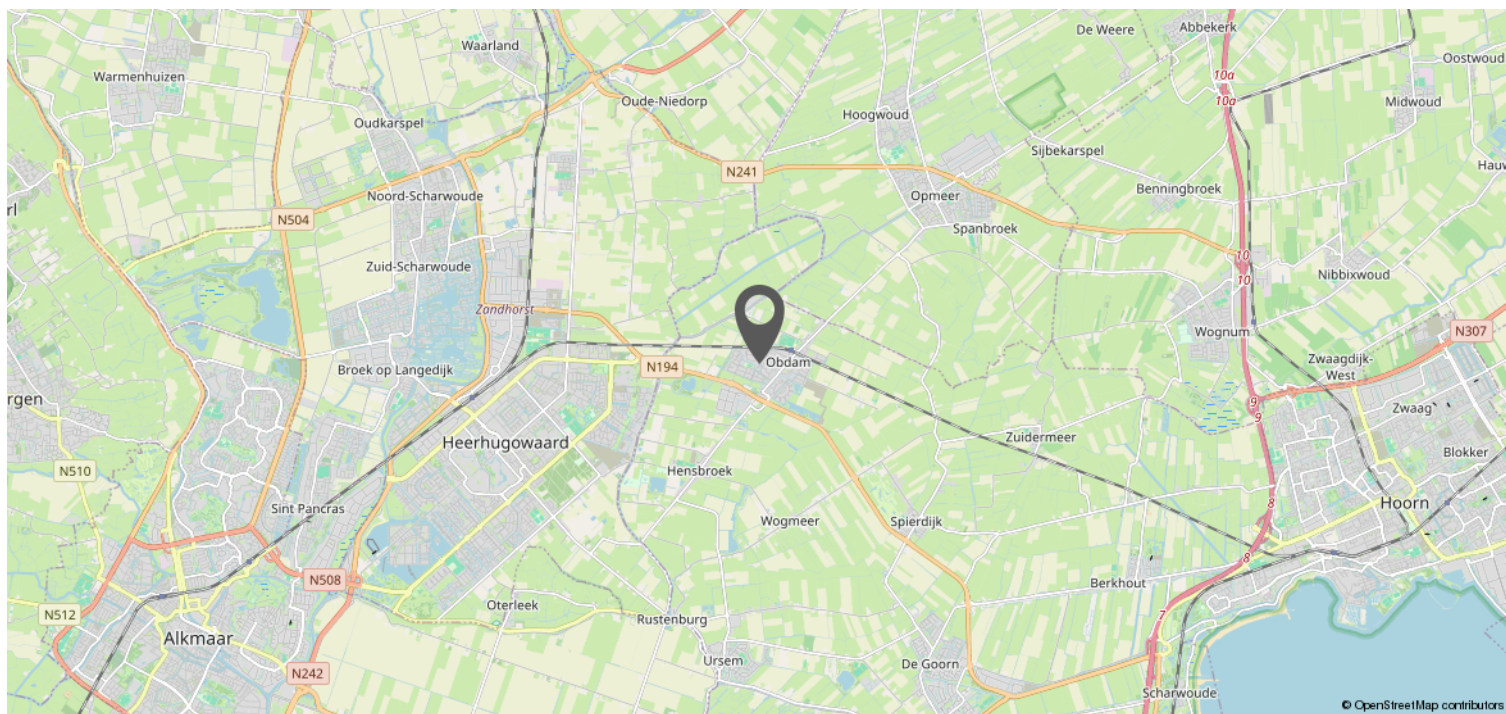 Abbekerk
De Weere
Waarland
Oostwoud
Warmenhuizen
10a
10a
Oude-Niedorp
Midwoud
Hoogwoud
Oudkarspel
Sijbekarspel
Hauw
N241
Benningbroek
Noord-Scharwoude
Opmeer
rl
N504
Spanbroek
10
Zuid-Scharwoude
Nibbixwoud
10
Zandhorst
Wognum
N307
Obdam
Zwaagdijk-
West
N194
Broek op Langedijk
rgen
9
Zwaag
9
Heerhugowaard
Zuidermeer
Blokker
N510
Hensbroek
8
Hoorn
Sint Pancras
Wogmeer
Spierdijk
8
N508
Berkhout
Oterleek
N512
Rustenburg
7
Alkmaar
Ursem
De Goorn
N242
Scharwoude
© OpenStreetMap contributors